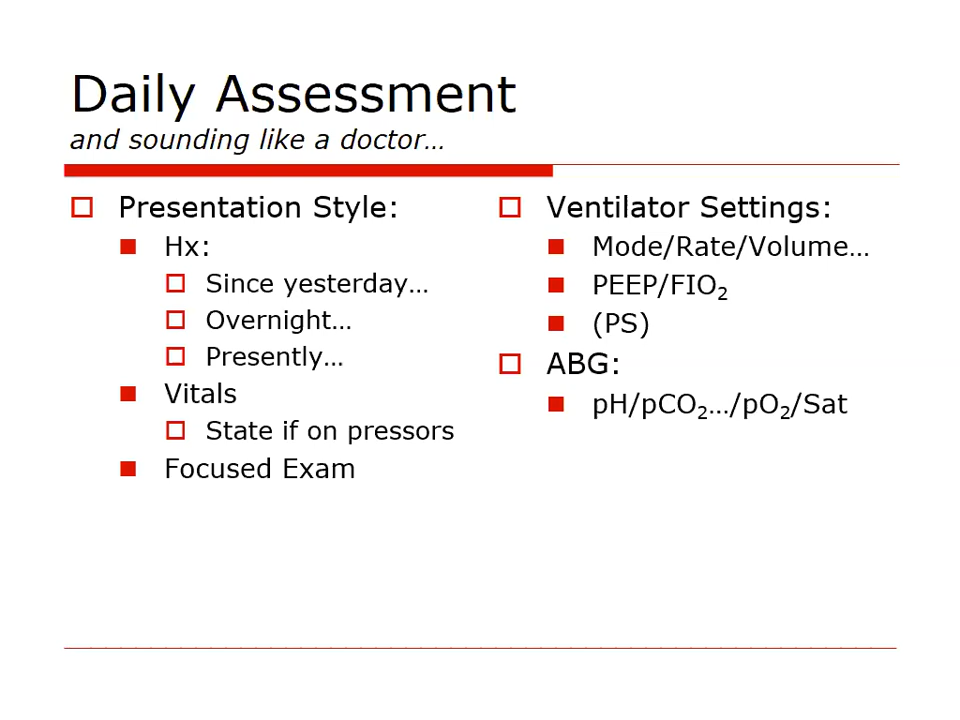 Daily Assessment
and sounding like a doctor…
Presentation Style:
Hx:
Since yesterday…
Overnight…
Presently…
Vitals
State if on pressors
Focused Exam
Ventilator Settings:
Mode/Rate/Volume…
PEEP/FIO2
(PS)
ABG:
pH/pCO2…/pO2/Sat